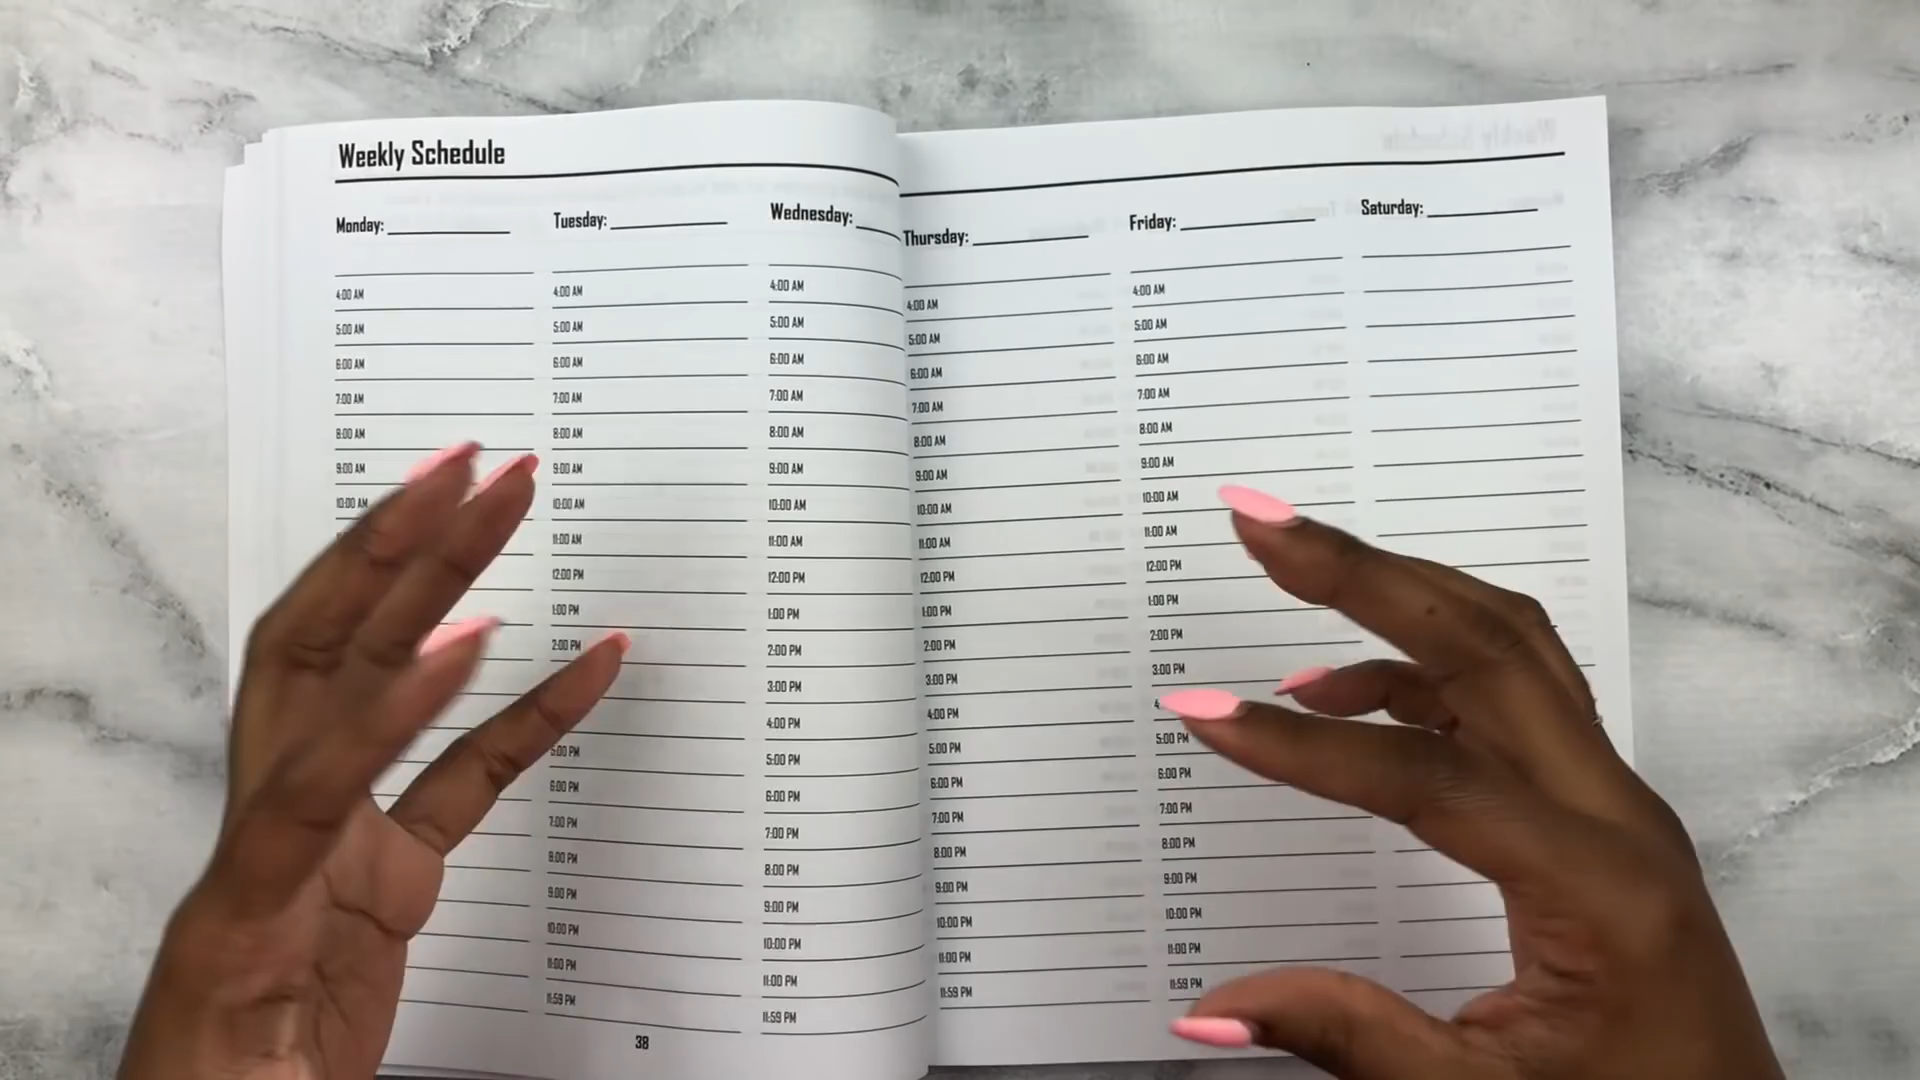 Weekly Schedule
Monday:
4:00 AM
5:00 AM
6:00 AM
7:00 AM
8:00 AM
9:00 AM
10:00 AM
Tuesday:
4:00 AM
5:00 AM
6:00 AM
7:00 AM
8:00 AM
9:00 AM
10:00 AM
11:00 AM
12:00 PM
1:00 PM
2:00 PM
5:00 PM
6:00 PM
7:00 PM
8:00 PM
9:00 PM
10:00 PM
11:00 PM
11:59 PM
Wednesday:
4:00 AM
5:00 AM
6:00 AM
7:00 AM
8:00 AM
9:00 AM
10:00 AM
11:00 AM
12:00 PM
1:00 PM
2:00 PM
3:00 PM
4:00 PM
5:00 PM
6:00 PM
7:00 PM
8:00 PM
9:00 PM
10:00 PM
11:00 PM
11:59 PM
38
Thursday:
4:00 AM
5:00 AM
6:00 AM
7:00 AM
8:00 AM
9:00 AM
10:00 AM
11:00 AM
12:00 PM
1:00 PM
2:00 PM
3:00 PM
4:00 PM
5:00 PM
6:00 PM
7:00 PM
8:00 PM
9:00 PM
10:00 PM
11:00 PM
11:59 PM
Friday:
4:00 AM
5:00 AM
6:00 AM
7:00 AM
8:00 AM
9:00 AM
10:00 AM
11:00 AM
12:00 PM
1:00 PM
2:00 PM
3:00 PM
5:00 PM
6:00 PM
7:00 PM
8:00 PM
9:00 PM
10:00 PM
11:00 PM
11:59 PM
Saturday: